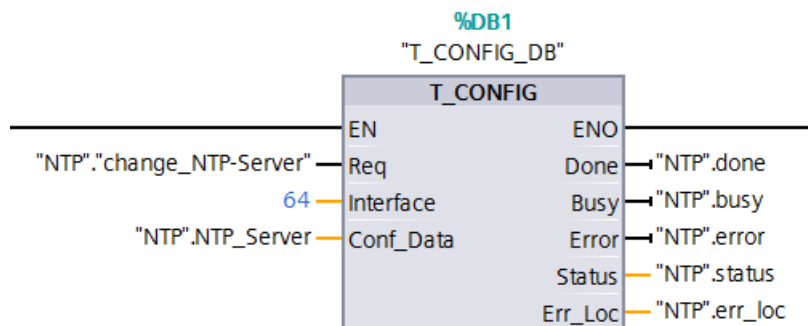 %DB1
"T_CONFIG_DB"
T_CONFIG
EN ENO
"NTP"."change_NTP-Server" Req Done "NTP".done
64 Interface Busy "NTP".busy
"NTP".NTP_Server Conf_Data Error "NTP".error
Status "NTP".status
Err_Loc "NTP".err_loc